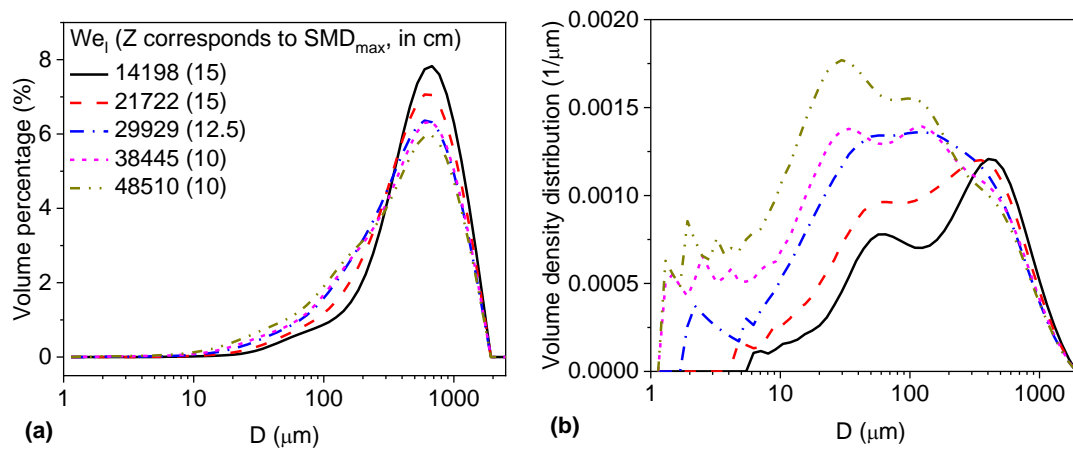 We_l (Z corresponds to SMD_max, in cm)
14198 (15)
21722 (15)
29929 (12.5)
38445 (10)
48510 (10)
Volume percentage (%)
8
6
4
2
0
1 10 100 1000
D (μm)
(a)
Volume density distribution (1/μm)
0.0020
0.0015
0.0010
0.0005
0.0000
1 10 100 1000
D (μm)
(b)